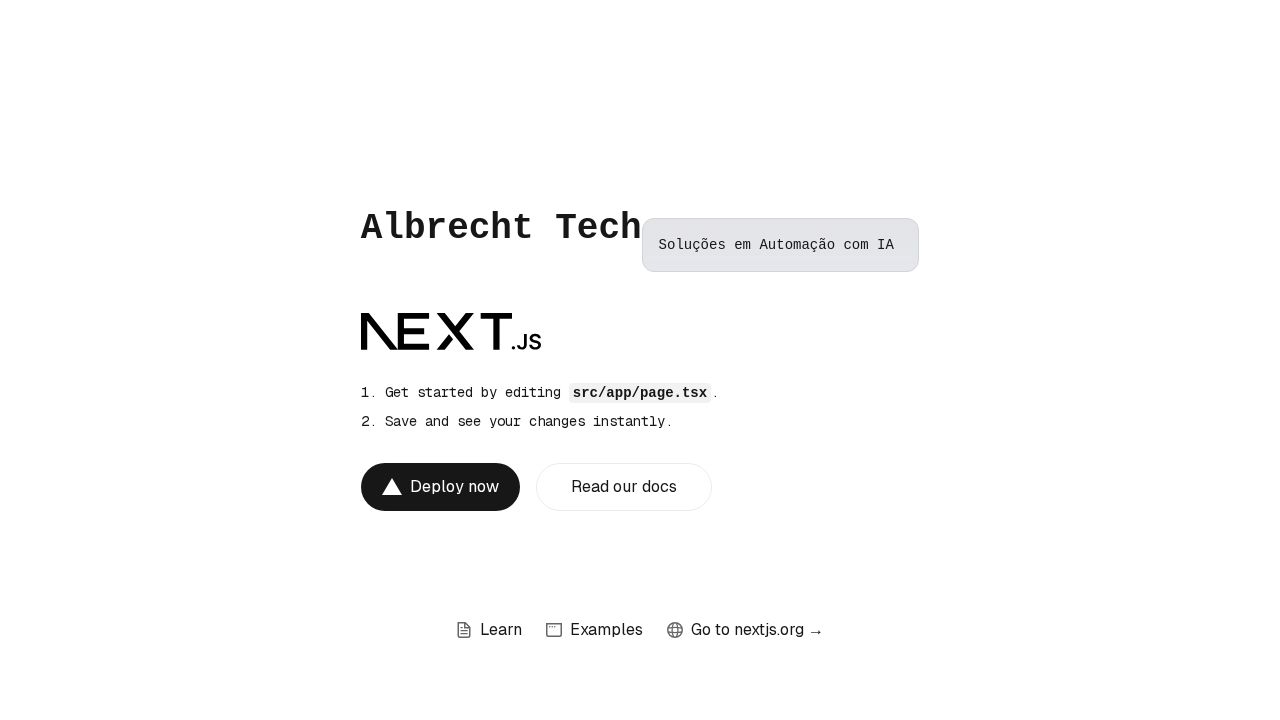 Albrecht Tech
Soluções em Automação com IA
NEXT.JS
1. Get started by editing src/app/page.tsx.
2. Save and see your changes instantly.
Deploy now
Read our docs
Learn
Examples
Go to nextjs.org →